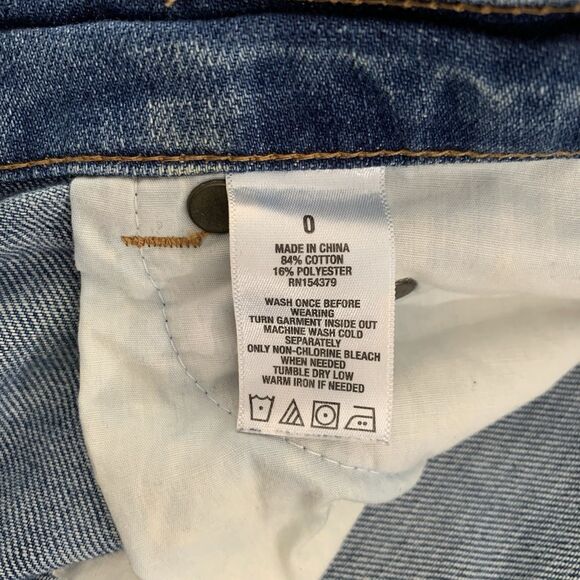 0
MADE IN CHINA
84% COTTON
16% POLYESTER
RN154379
WASH ONCE BEFORE
WEARING
TURN GARMENT INSIDE OUT
MACHINE WASH COLD
SEPARATELY
ONLY NON-CHLORINE BLEACH
WHEN NEEDED
TUMBLE DRY LOW
WARM IRON IF NEEDED